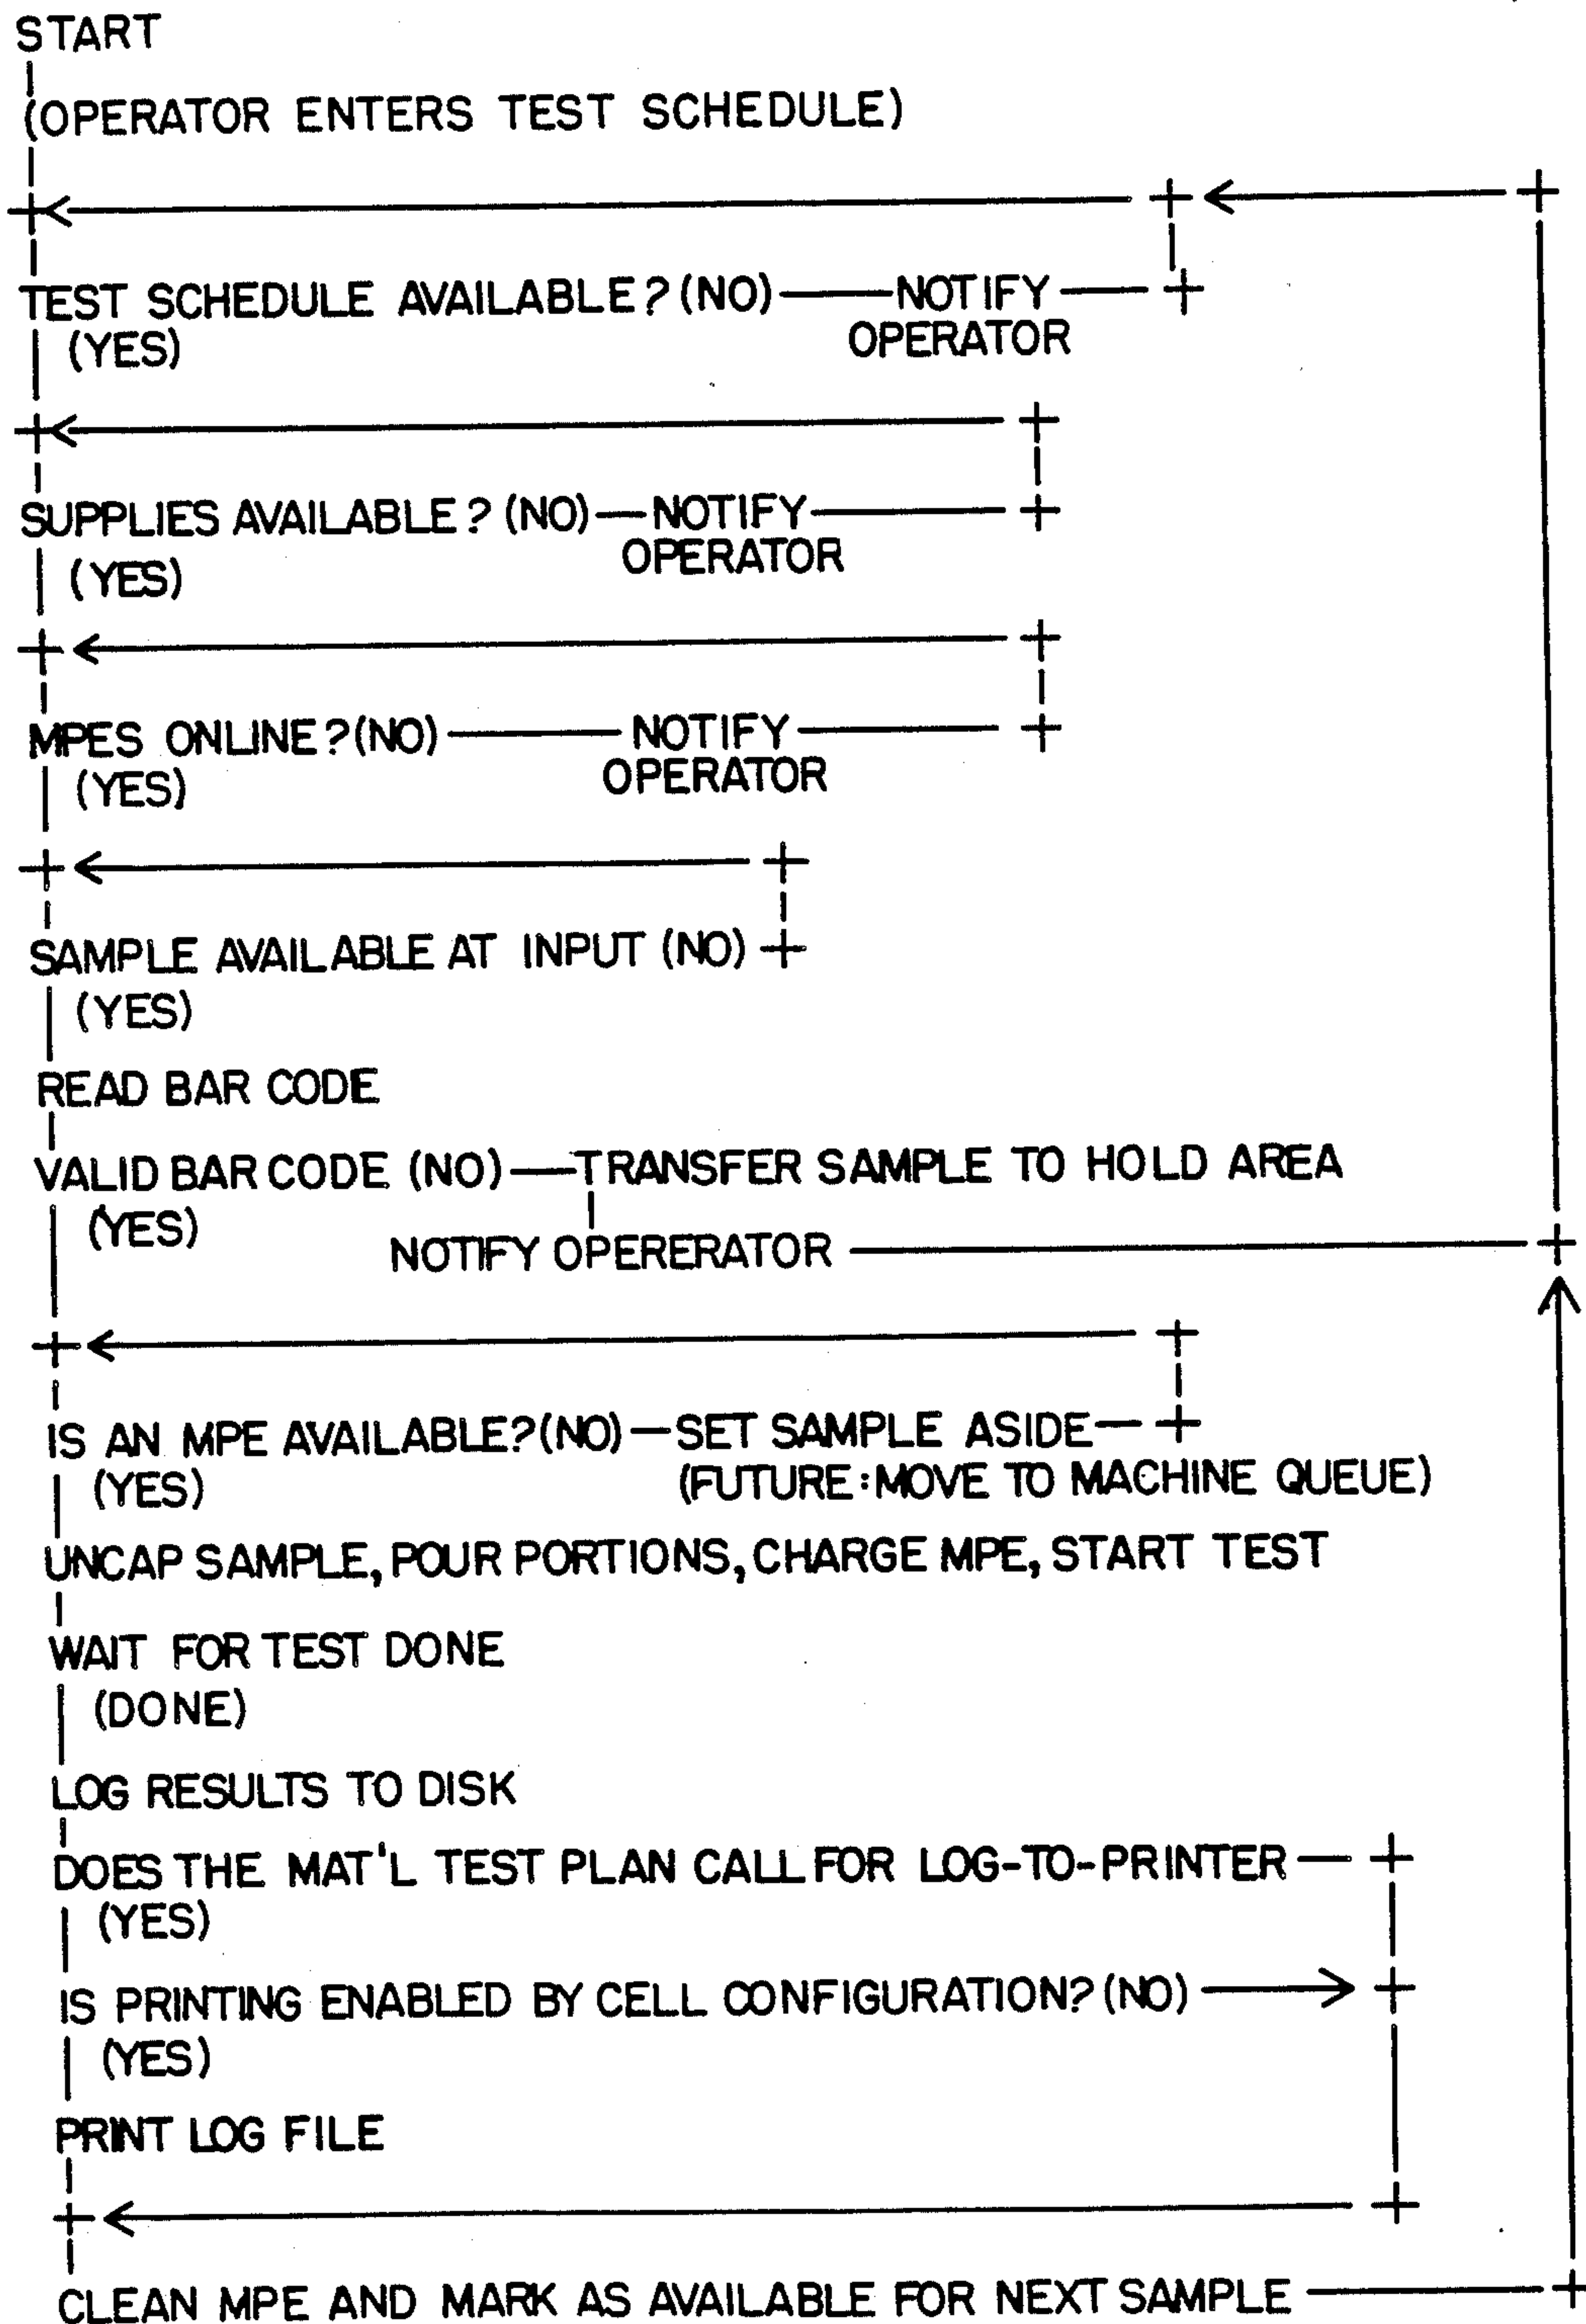 START
(OPERATOR ENTERS TEST SCHEDULE)
TEST SCHEDULE AVAILABLE? (NO) NOTIFY
(YES) OPERATOR
SUPPLIES AVAILABLE? (NO) NOTIFY
OPERATOR
(YES)
MPES ONLINE? (NO) NOTIFY
OPERATOR
(YES)
SAMPLE AVAILABLE AT INPUT (NO)
(YES)
READ BAR CODE
VALID BAR CODE (NO) TRANSFER SAMPLE TO HOLD AREA
(YES)
NOTIFY OPERERATOR
IS AN MPE AVAILABLE? (NO) SET SAMPLE ASIDE
(YES) (FUTURE: MOVE TO MACHINE QUEUE)
UNCAP SAMPLE, POUR PORTIONS, CHARGE MPE, START TEST
WAIT FOR TEST DONE
(DONE)
LOG RESULTS TO DISK
DOES THE MAT'L TEST PLAN CALL FOR LOG-TO-PRINTER
(YES)
IS PRINTING ENABLED BY CELL CONFIGURATION? (NO)
(YES)
PRINT LOG FILE
CLEAN MPE AND MARK AS AVAILABLE FOR NEXT SAMPLE